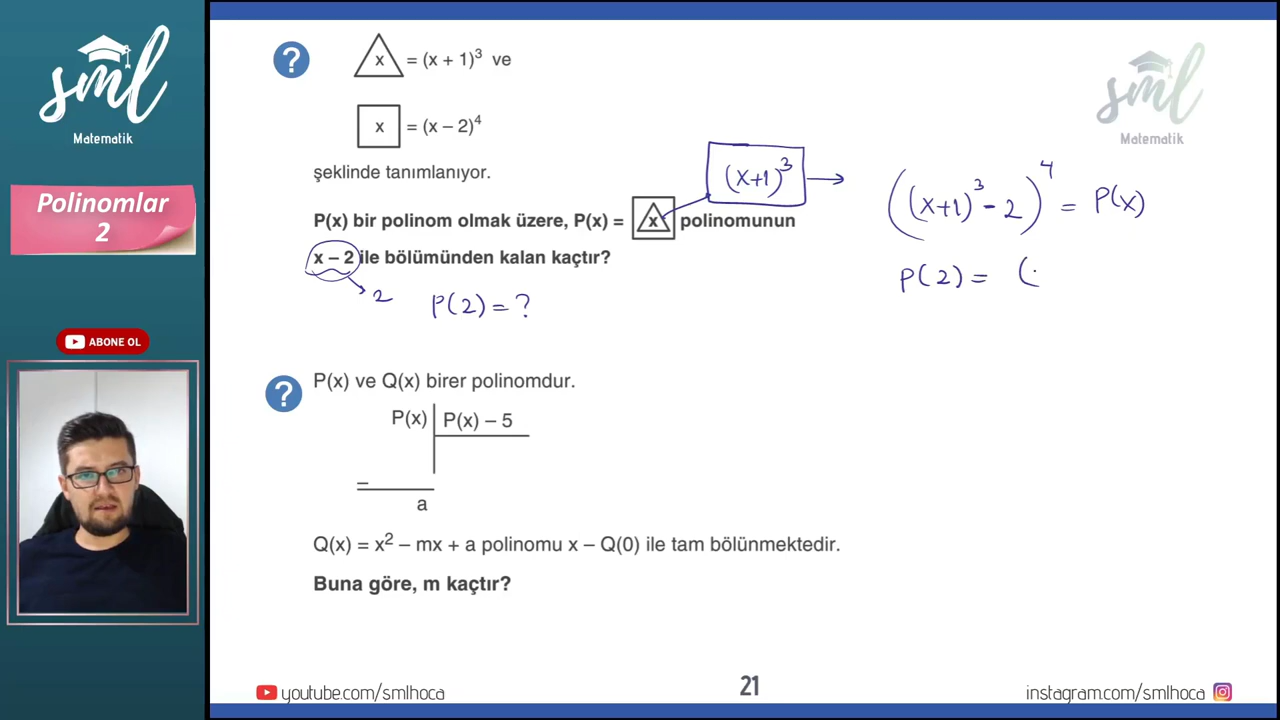 sml
Matematik
Polinomlar
2
ABONE OL
?
x = (x + 1)³ ve
x = (x – 2)⁴
şeklinde tanımlanıyor.
P(x) bir polinom olmak üzere, P(x) = x polinomunun
x – 2 ile bölümünden kalan kaçtır?
2
P(2) = ?
(x+1)³
((x+1)³ - 2)⁴ = P(x)
P(2) = (
sml
Matematik
?
P(x) ve Q(x) birer polinomdur.
P(x) P(x) – 5
–
a
Q(x) = x² – mx + a polinomu x – Q(0) ile tam bölünmektedir.
Buna göre, m kaçtır?
youtube.com/smlhoca
21
instagram.com/smlhoca